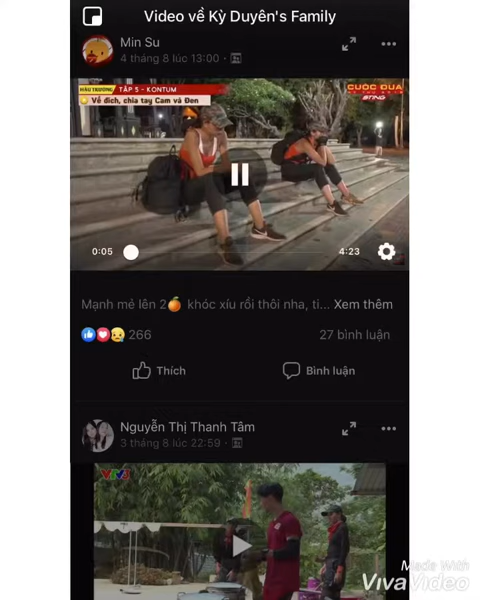 Video về Kỳ Duyên's Family
Min Su
4 tháng 8 lúc 13:00
HẬU TRƯỜNG TẬP 5 - KONTUM
Về đích, chia tay Cam và Đen
CUỘC ĐUA
0:05
4:23
Mạnh mẻ lên 2🍊 khóc xíu rồi thôi nha, ti... Xem thêm
266
27 bình luận
Thích
Bình luận
Nguyễn Thị Thanh Tâm
3 tháng 8 lúc 22:59
VTV3
Made With
VivaVideo